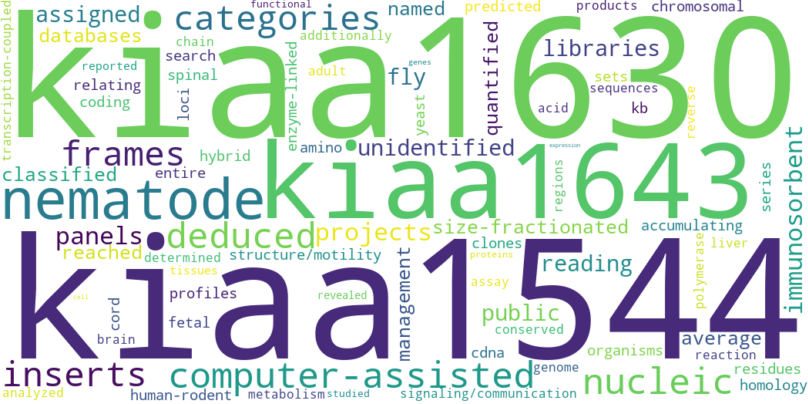 functional
predicted
products
chromosomal
assigned
categories
named
kiaa1630
databases
chain
additionally
search
libraries
reported
spinal
adult
fly
genes
sets
relating
coding
loci
enzyme-linked
transcription-coupled
yeast
quantified
acid
sequences
kb
reverse
frames
hybrid
amino
unidentified
expression
kiaa1643
classified
entire
nematode
regions
series
immunosorbent
panels
deduced
projects
size-fractionated
accumulating
reached
determined
structure/motility
clones
liver
kiaa1544
tissues
proteins
reading
polymerase
assay
profiles
revealed
management
cell
cord
fetal
brain
public
conserved
average
cdna
organisms
reaction
inserts
computer-assisted
genome
nucleic
residues
homology
analyzed
human-rodent
metabolism
studied
signaling/communication